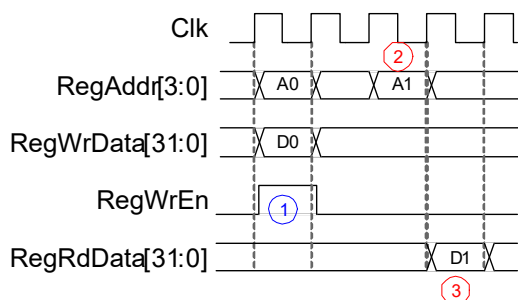 Clk
2
RegAddr[3:0] A0 A1
RegWrData[31:0] D0
RegWrEn 1
RegRdData[31:0] D1
3